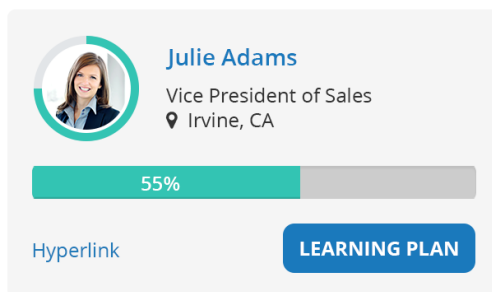 Julie Adams
Vice President of Sales
Irvine, CA
55%
Hyperlink
LEARNING PLAN